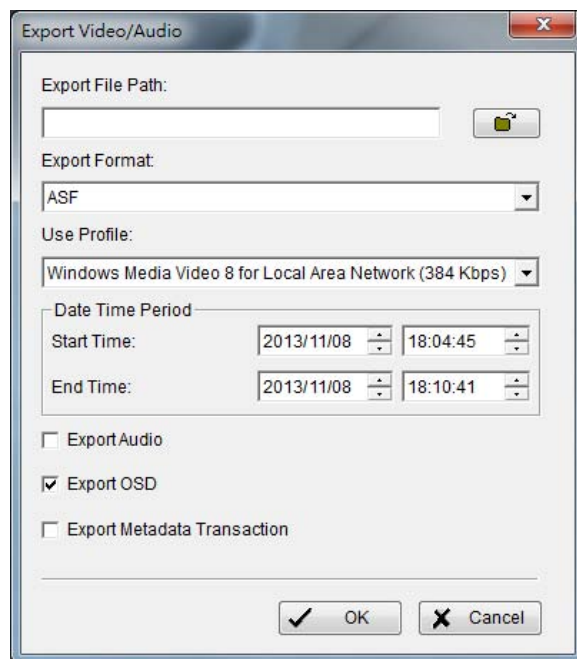 Export Video/Audio
Export File Path:
Export Format:
ASF
Use Profile:
Windows Media Video 8 for Local Area Network (384 Kbps)
Date Time Period
Start Time: 2013/11/08 18:04:45
End Time: 2013/11/08 18:10:41
Export Audio
Export OSD
Export Metadata Transaction
OK Cancel